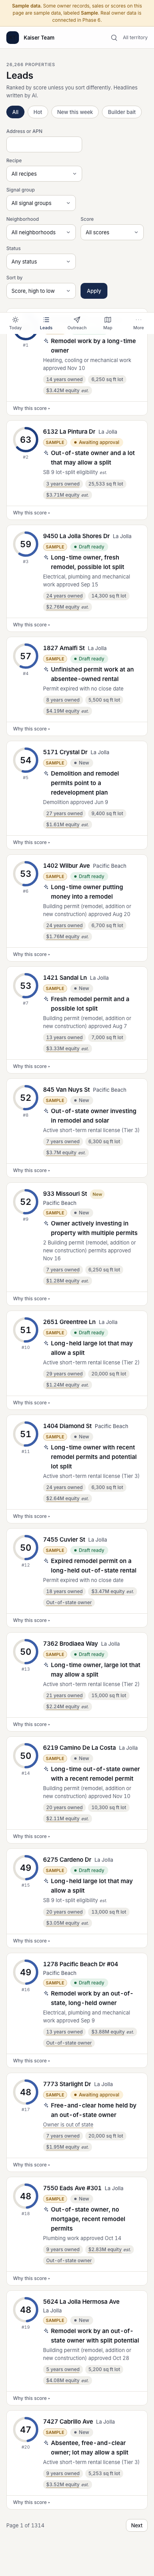 Sample data. Some owner records, sales or scores on this
page are sample data, labeled Sample. Real owner data is
connected in Phase 6.
Kaiser Team
All territory
26,266 PROPERTIES
Leads
Ranked by score unless you sort differently. Headlines
written by AI.
All
Hot
New this week
Builder bait
Address or APN
Recipe
All recipes
Signal group
All signal groups
Neighborhood
Score
All neighborhoods
All scores
Status
Any status
Sort by
Score, high to low
Apply
Today
Leads
Outreach
Map
More
#1
Remodel work by a long-time
owner
Heating, cooling or mechanical work
approved Nov 10
14 years owned
6,250 sq ft lot
$3.42M equity est.
Why this score
63
#2
6132 La Pintura Dr La Jolla
SAMPLE
Awaiting approval
Out-of-state owner and a lot
that may allow a split
SB 9 lot-split eligibility est.
3 years owned
25,533 sq ft lot
$3.71M equity est.
Why this score
59
#3
9450 La Jolla Shores Dr La Jolla
SAMPLE
Draft ready
Long-time owner, fresh
remodel, possible lot split
Electrical, plumbing and mechanical
work approved Sep 15
24 years owned
14,300 sq ft lot
$2.76M equity est.
Why this score
57
#4
1827 Amalfi St La Jolla
SAMPLE
Draft ready
Unfinished permit work at an
absentee-owned rental
Permit expired with no close date
8 years owned
5,500 sq ft lot
$4.19M equity est.
Why this score
54
#5
5171 Crystal Dr La Jolla
SAMPLE
New
Demolition and remodel
permits point to a
redevelopment plan
Demolition approved Jun 9
27 years owned
9,400 sq ft lot
$1.61M equity est.
Why this score
53
#6
1402 Wilbur Ave Pacific Beach
SAMPLE
Draft ready
Long-time owner putting
money into a remodel
Building permit (remodel, addition or
new construction) approved Aug 20
24 years owned
8,700 sq ft lot
$1.76M equity est.
Why this score
53
#7
1421 Sandal Ln La Jolla
SAMPLE
New
Fresh remodel permit and a
possible lot split
Building permit (remodel, addition or
new construction) approved Aug 7
13 years owned
7,000 sq ft lot
$3.33M equity est.
Why this score
52
#8
845 Van Nuys St Pacific Beach
SAMPLE
New
Out-of-state owner investing
in remodel and solar
Active short-term rental license (Tier 3)
7 years owned
6,300 sq ft lot
$3.7M equity est.
Why this score
52
#9
933 Missouri St New
Pacific Beach
SAMPLE
New
Owner actively investing in
property with multiple permits
2 Building permit (remodel, addition or
new construction) permits approved
Nov 16
7 years owned
6,250 sq ft lot
$1.28M equity est.
Why this score
51
#10
2651 Greentree Ln La Jolla
SAMPLE
Draft ready
Long-held large lot that may
allow a split
Active short-term rental license (Tier 2)
29 years owned
20,000 sq ft lot
$1.24M equity est.
Why this score
51
#11
1404 Diamond St Pacific Beach
SAMPLE
New
Long-time owner with recent
remodel permits and potential
lot split
Active short-term rental license (Tier 3)
24 years owned
6,300 sq ft lot
$2.64M equity est.
Why this score
50
#12
7455 Cuvier St La Jolla
SAMPLE
Draft ready
Expired remodel permit on a
long-held out-of-state rental
Permit expired with no close date
18 years owned
$3.47M equity est.
Out-of-state owner
Why this score
50
#13
7362 Brodiaea Way La Jolla
SAMPLE
Draft ready
Long-time owner, large lot that
may allow a split
Active short-term rental license (Tier 2)
21 years owned
15,000 sq ft lot
$2.24M equity est.
Why this score
50
#14
6219 Camino De La Costa La Jolla
SAMPLE
New
Long-time out-of-state owner
with a recent remodel permit
Building permit (remodel, addition or
new construction) approved Nov 10
20 years owned
10,300 sq ft lot
$2.11M equity est.
Why this score
49
#15
6275 Cardeno Dr La Jolla
SAMPLE
Draft ready
Long-held large lot that may
allow a split
SB 9 lot-split eligibility est.
20 years owned
13,000 sq ft lot
$3.05M equity est.
Why this score
49
#16
1278 Pacific Beach Dr #04
Pacific Beach
SAMPLE
Draft ready
Remodel work by an out-of-
state, long-held owner
Electrical, plumbing and mechanical
work approved Sep 9
13 years owned
$3.88M equity est.
Out-of-state owner
Why this score
48
#17
7773 Starlight Dr La Jolla
SAMPLE
Awaiting approval
Free-and-clear home held by
an out-of-state owner
Owner is out of state
7 years owned
20,000 sq ft lot
$1.95M equity est.
Why this score
48
#18
7550 Eads Ave #301 La Jolla
SAMPLE
New
Out-of-state owner, no
mortgage, recent remodel
permits
Plumbing work approved Oct 14
9 years owned
$2.83M equity est.
Out-of-state owner
Why this score
48
#19
5624 La Jolla Hermosa Ave
La Jolla
SAMPLE
New
Remodel work by an out-of-
state owner with split potential
Building permit (remodel, addition or
new construction) approved Oct 28
5 years owned
5,200 sq ft lot
$4.08M equity est.
Why this score
47
#20
7427 Cabrillo Ave La Jolla
SAMPLE
New
Absentee, free-and-clear
owner; lot may allow a split
Active short-term rental license (Tier 3)
9 years owned
5,253 sq ft lot
$3.52M equity est.
Why this score
Page 1 of 1314
Next